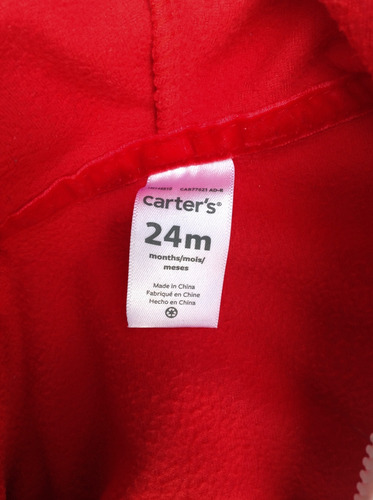 carter's®
24m
months/mois/
meses
Made in China
Fabriqué en Chine
Hecho en China